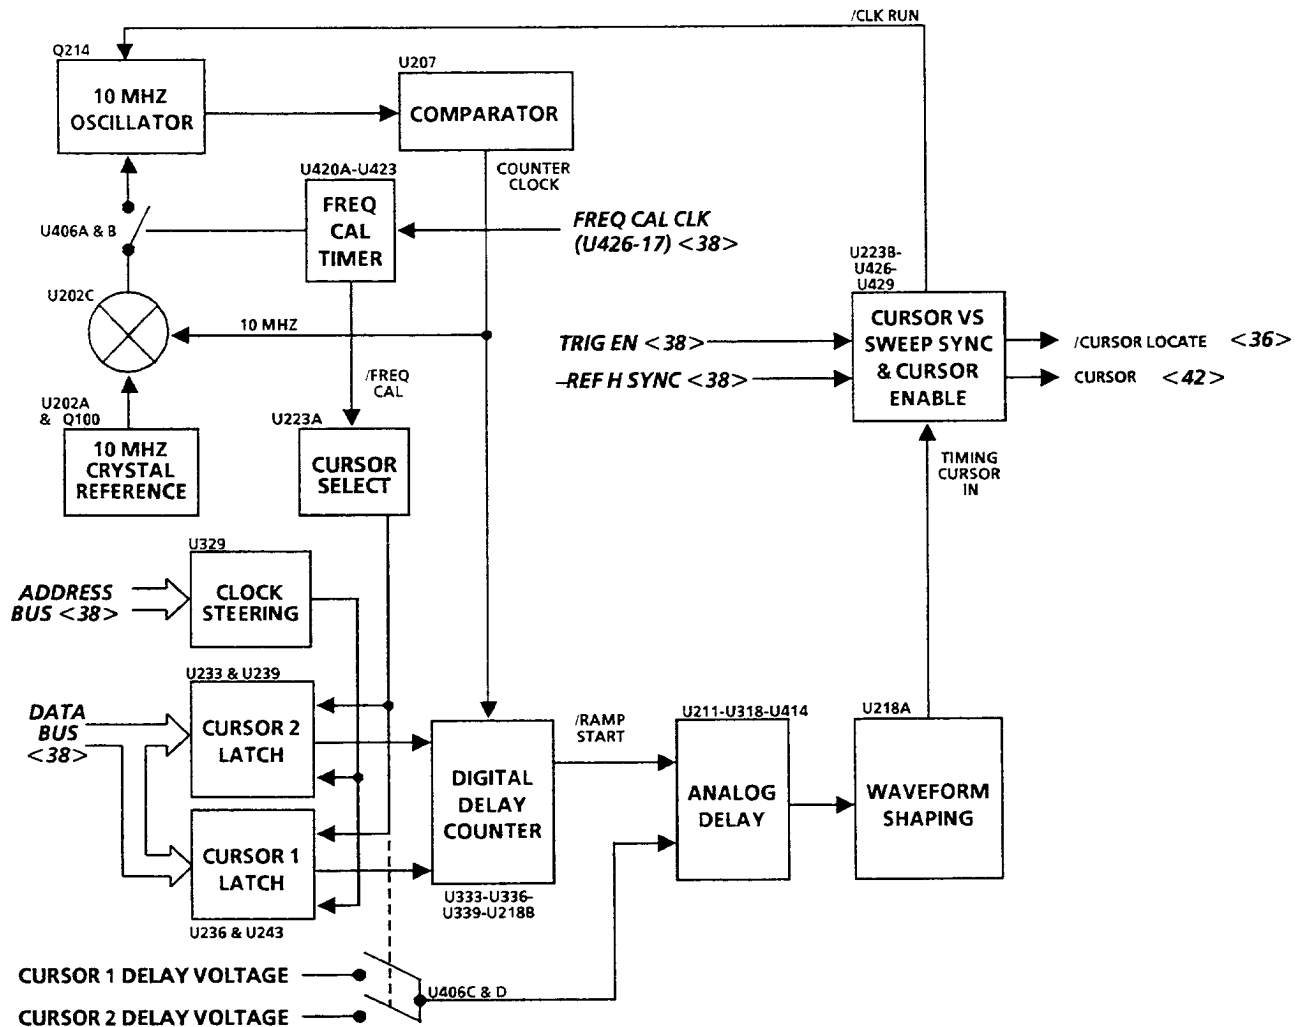 /CLK RUN
Q214
10 MHZ
OSCILLATOR
U207
COMPARATOR
COUNTER
CLOCK
U420A-U423
FREQ
CAL
TIMER
U406A & B
FREQ CAL CLK
(U426-17) <38>
U202C
10 MHZ
U223B-
U426-
U429
CURSOR VS
SWEEP SYNC
& CURSOR
ENABLE
TRIG EN <38>
–REF H SYNC <38>
/CURSOR LOCATE <36>
CURSOR <42>
/FREQ
CAL
U202A
& Q100
10 MHZ
CRYSTAL
REFERENCE
U223A
CURSOR
SELECT
TIMING
CURSOR
IN
U329
CLOCK
STEERING
ADDRESS
BUS <38>
U233 & U239
CURSOR 2
LATCH
DATA
BUS
<38>
CURSOR 1
LATCH
U236 & U243
DIGITAL
DELAY
COUNTER
U333-U336-
U339-U218B
/RAMP
START
U211-U318-U414
ANALOG
DELAY
U218A
WAVEFORM
SHAPING
CURSOR 1 DELAY VOLTAGE
U406C & D
CURSOR 2 DELAY VOLTAGE